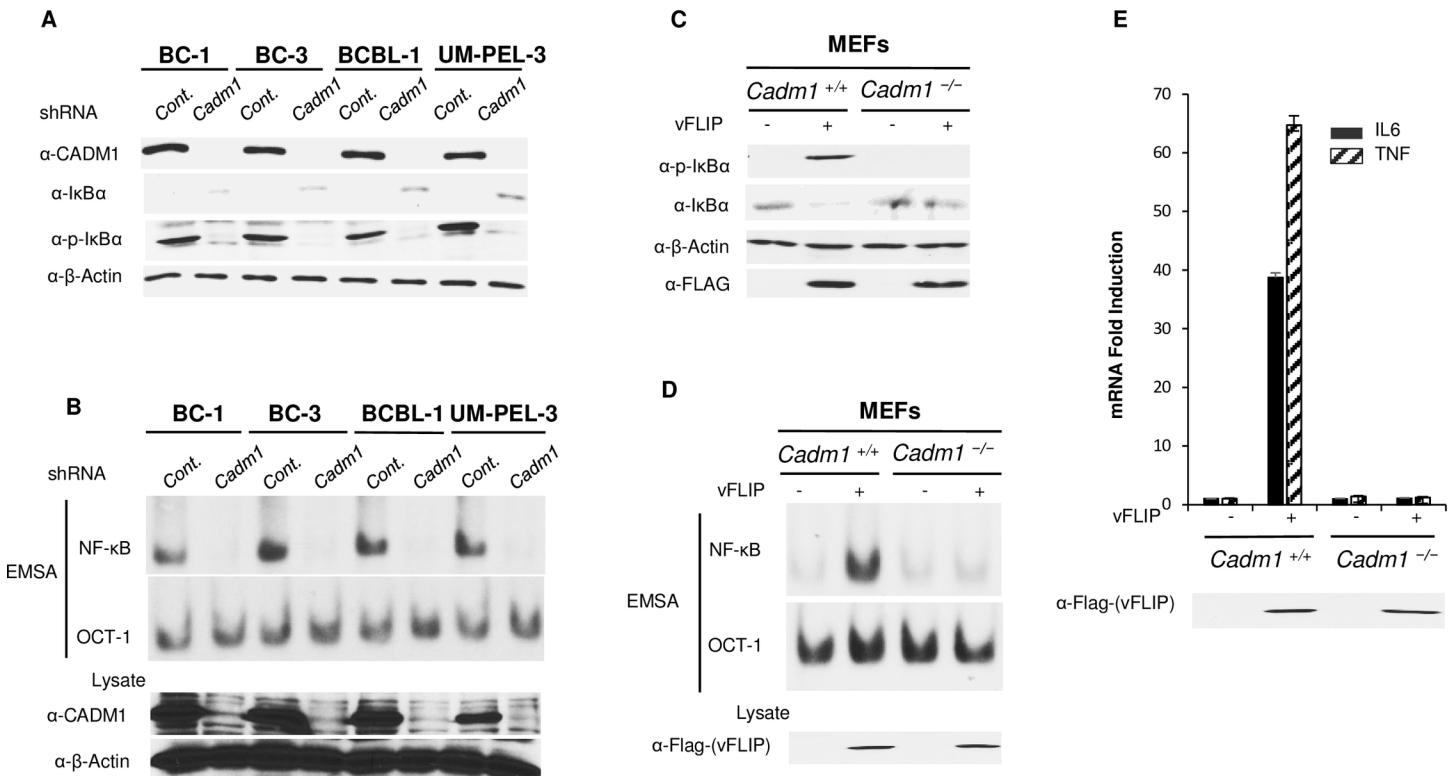 A
BC-1 BC-3 BCBL-1 UM-PEL-3
shRNA Cont. Cadm1 Cont. Cadm1 Cont. Cadm1 Cont. Cadm1
α-CADM1
α-IκBα
α-p-IκBα
α-β-Actin
B
BC-1 BC-3 BCBL-1 UM-PEL-3
shRNA Cont. Cadm1 Cont. Cadm1 Cont. Cadm1 Cont. Cadm1
EMSA
NF-κB
OCT-1
Lysate
α-CADM1
α-β-Actin
C
MEFs
Cadm1 +/+ Cadm1 −/−
vFLIP - + - +
α-p-IκBα
α-IκBα
α-β-Actin
α-FLAG
D
MEFs
Cadm1 +/+ Cadm1 −/−
vFLIP - + - +
EMSA
NF-κB
OCT-1
Lysate
α-Flag-(vFLIP)
E
mRNA Fold Induction
70
60
50
40
30
20
10
0
IL6
TNF
vFLIP - + - +
Cadm1 +/+ Cadm1 −/−
α-Flag-(vFLIP)